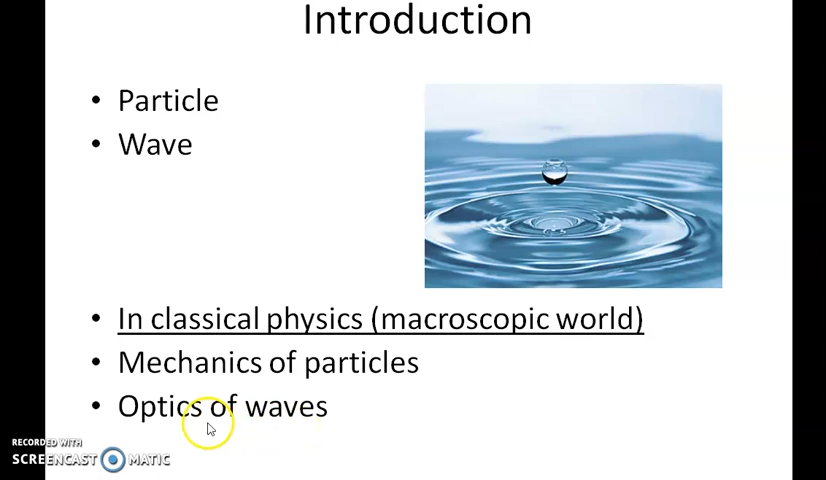 Introduction
• Particle
• Wave
• In classical physics (macroscopic world)
• Mechanics of particles
• Optics of waves
RECORDED WITH
SCREENCAST MATIC